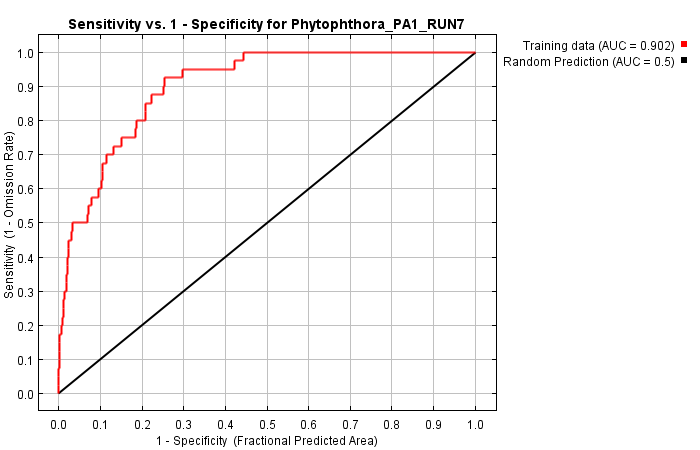 Sensitivity vs. 1 - Specificity for Phytophthora_PA1_RUN7
Training data (AUC = 0.902)
Random Prediction (AUC = 0.5)
Sensitivity (1 - Omission Rate)
1.0
0.9
0.8
0.7
0.6
0.5
0.4
0.3
0.2
0.1
0.0
0.0 0.1 0.2 0.3 0.4 0.5 0.6 0.7 0.8 0.9 1.0
1 - Specificity (Fractional Predicted Area)